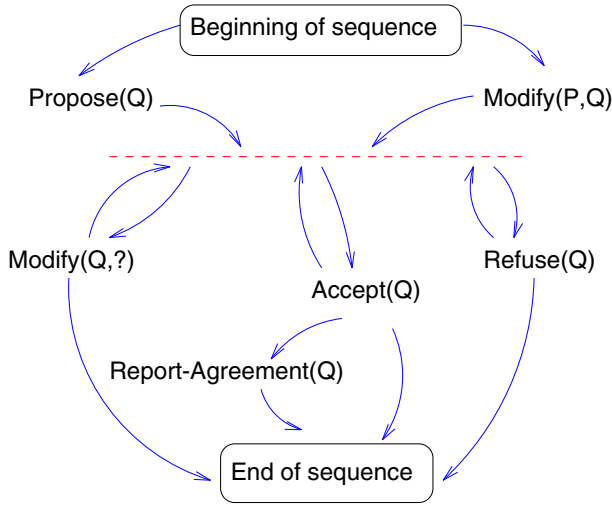 Beginning of sequence
Propose(Q)
Modify(P,Q)
Modify(Q,?)
Refuse(Q)
Accept(Q)
Report-Agreement(Q)
End of sequence